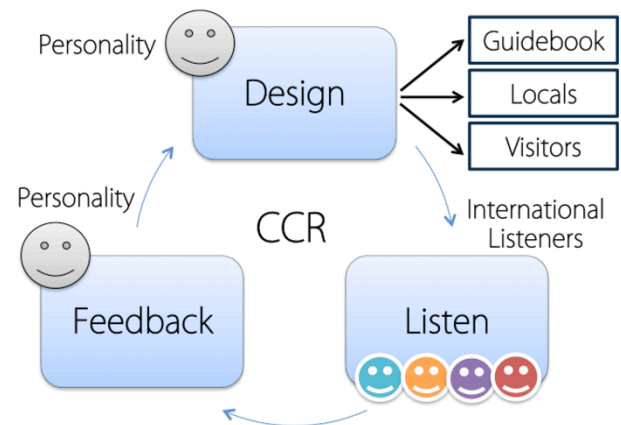 Personality
Design
Guidebook
Locals
Visitors
Personality
CCR
International
Listeners
Feedback
Listen